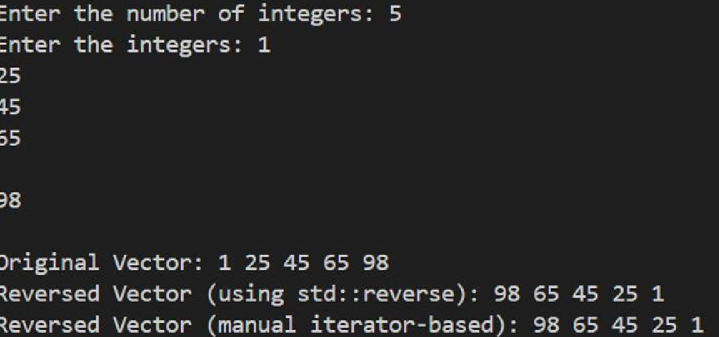 Enter the number of integers: 5
Enter the integers: 1
25
45
65
98
Original Vector: 1 25 45 65 98
Reversed Vector (using std::reverse): 98 65 45 25 1
Reversed Vector (manual iterator-based): 98 65 45 25 1